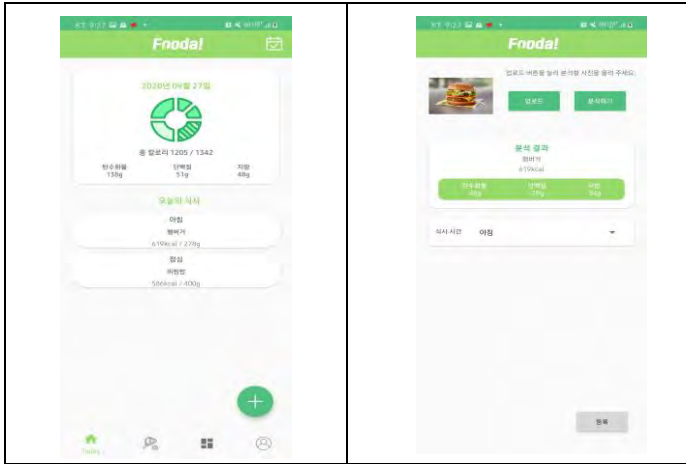 Fooda!
2020년 09월 27일
총 칼로리 1205 / 1342
탄수화물 단백질 지방
138g 51g 48g
오늘의 식사
아침
햄버거
619kcal / 278g
점심
비빔밥
586kcal / 400g
Fooda!
업로드 버튼을 눌러 분석할 사진을 올려 주세요.
업로드 분석하기
분석 결과
햄버거
619kcal
탄수화물 단백질 지방
식사 시간 아침
등록